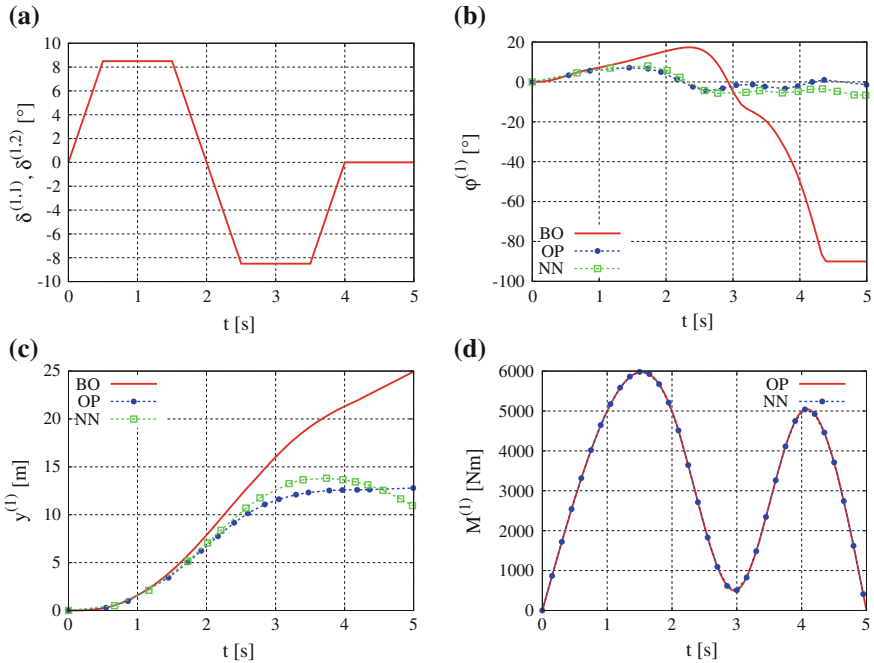 (a)
10
8
6
4
2
0
-2
-4
-6
-8
-10
0 1 2 3 4 5
t [s]
δ(1,1), δ(1,2) [°]
(b)
20
0
-20
-40
-60
-80
-100
0 1 2 3 4 5
t [s]
φ(1) [°]
BO
OP
NN
(c)
25
20
15
10
5
0
0 1 2 3 4 5
t [s]
y(1) [m]
BO
OP
NN
(d)
6000
5000
4000
3000
2000
1000
0
0 1 2 3 4 5
t [s]
M(1) [Nm]
OP
NN